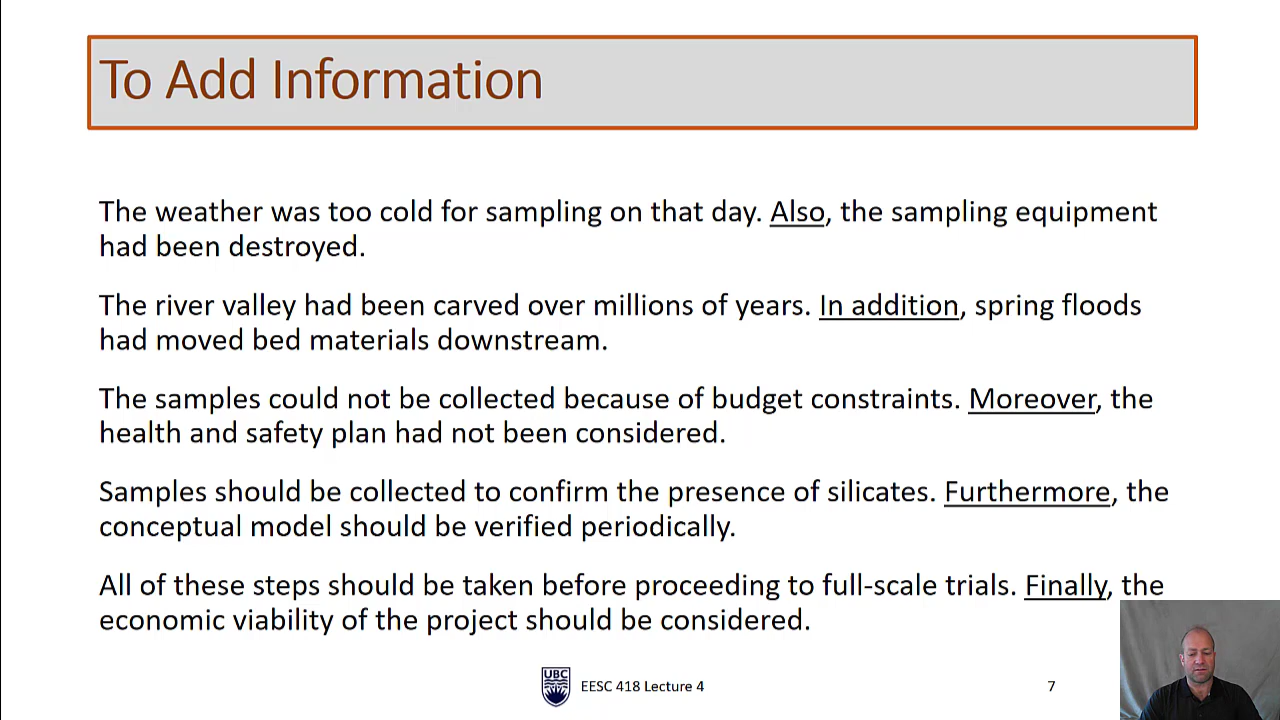 To Add Information
The weather was too cold for sampling on that day. Also, the sampling equipment
had been destroyed.
The river valley had been carved over millions of years. In addition, spring floods
had moved bed materials downstream.
The samples could not be collected because of budget constraints. Moreover, the
health and safety plan had not been considered.
Samples should be collected to confirm the presence of silicates. Furthermore, the
conceptual model should be verified periodically.
All of these steps should be taken before proceeding to full-scale trials. Finally, the
economic viability of the project should be considered.
UBC
EESC 418 Lecture 4
7